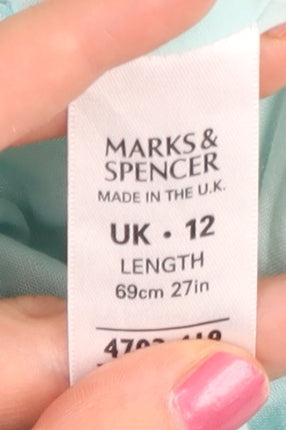 MARKS &
SPENCER
MADE IN THE U.K.
UK • 12
LENGTH
69cm 27in